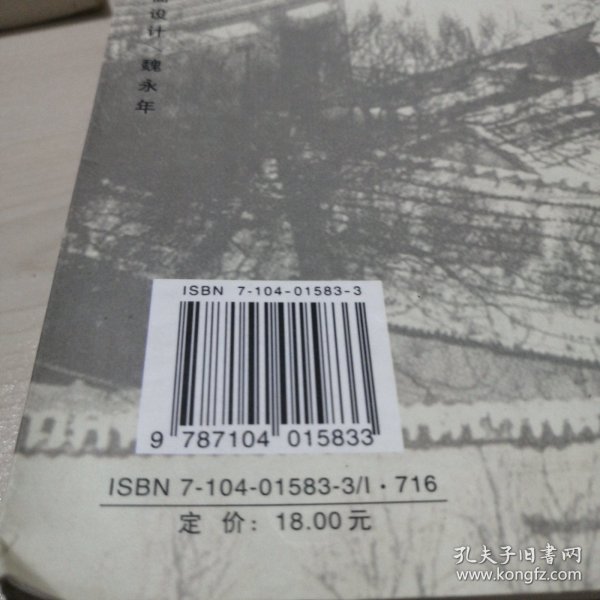 面设计／魏永年
ISBN 7-104-01583-3
9 787104 015833
ISBN 7-104-01583-3/I·716
定 价：18.00元
孔夫子旧书网
www.kongfz.com